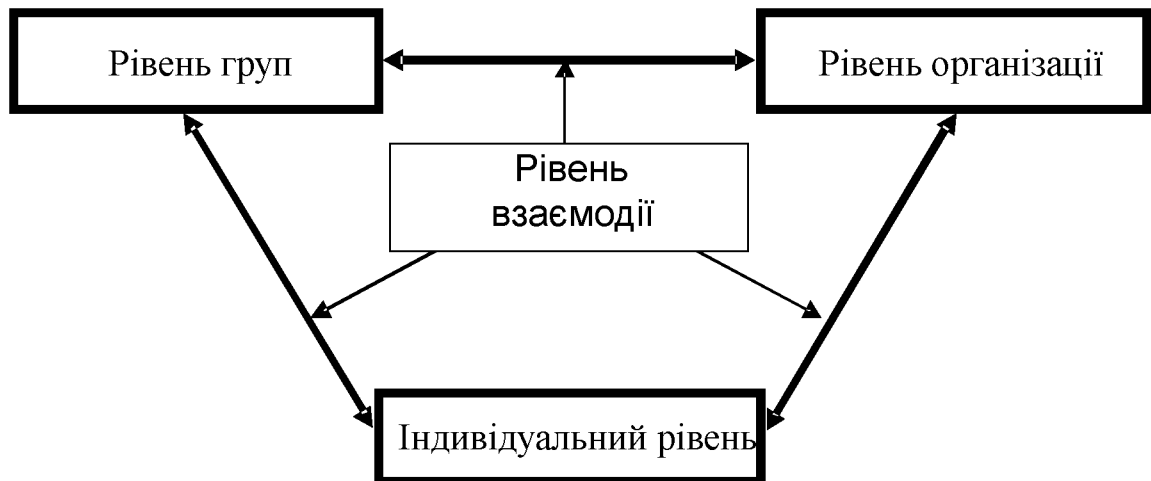 Рівень груп
Рівень організації
Рівень
взаємодії
Індивідуальний рівень